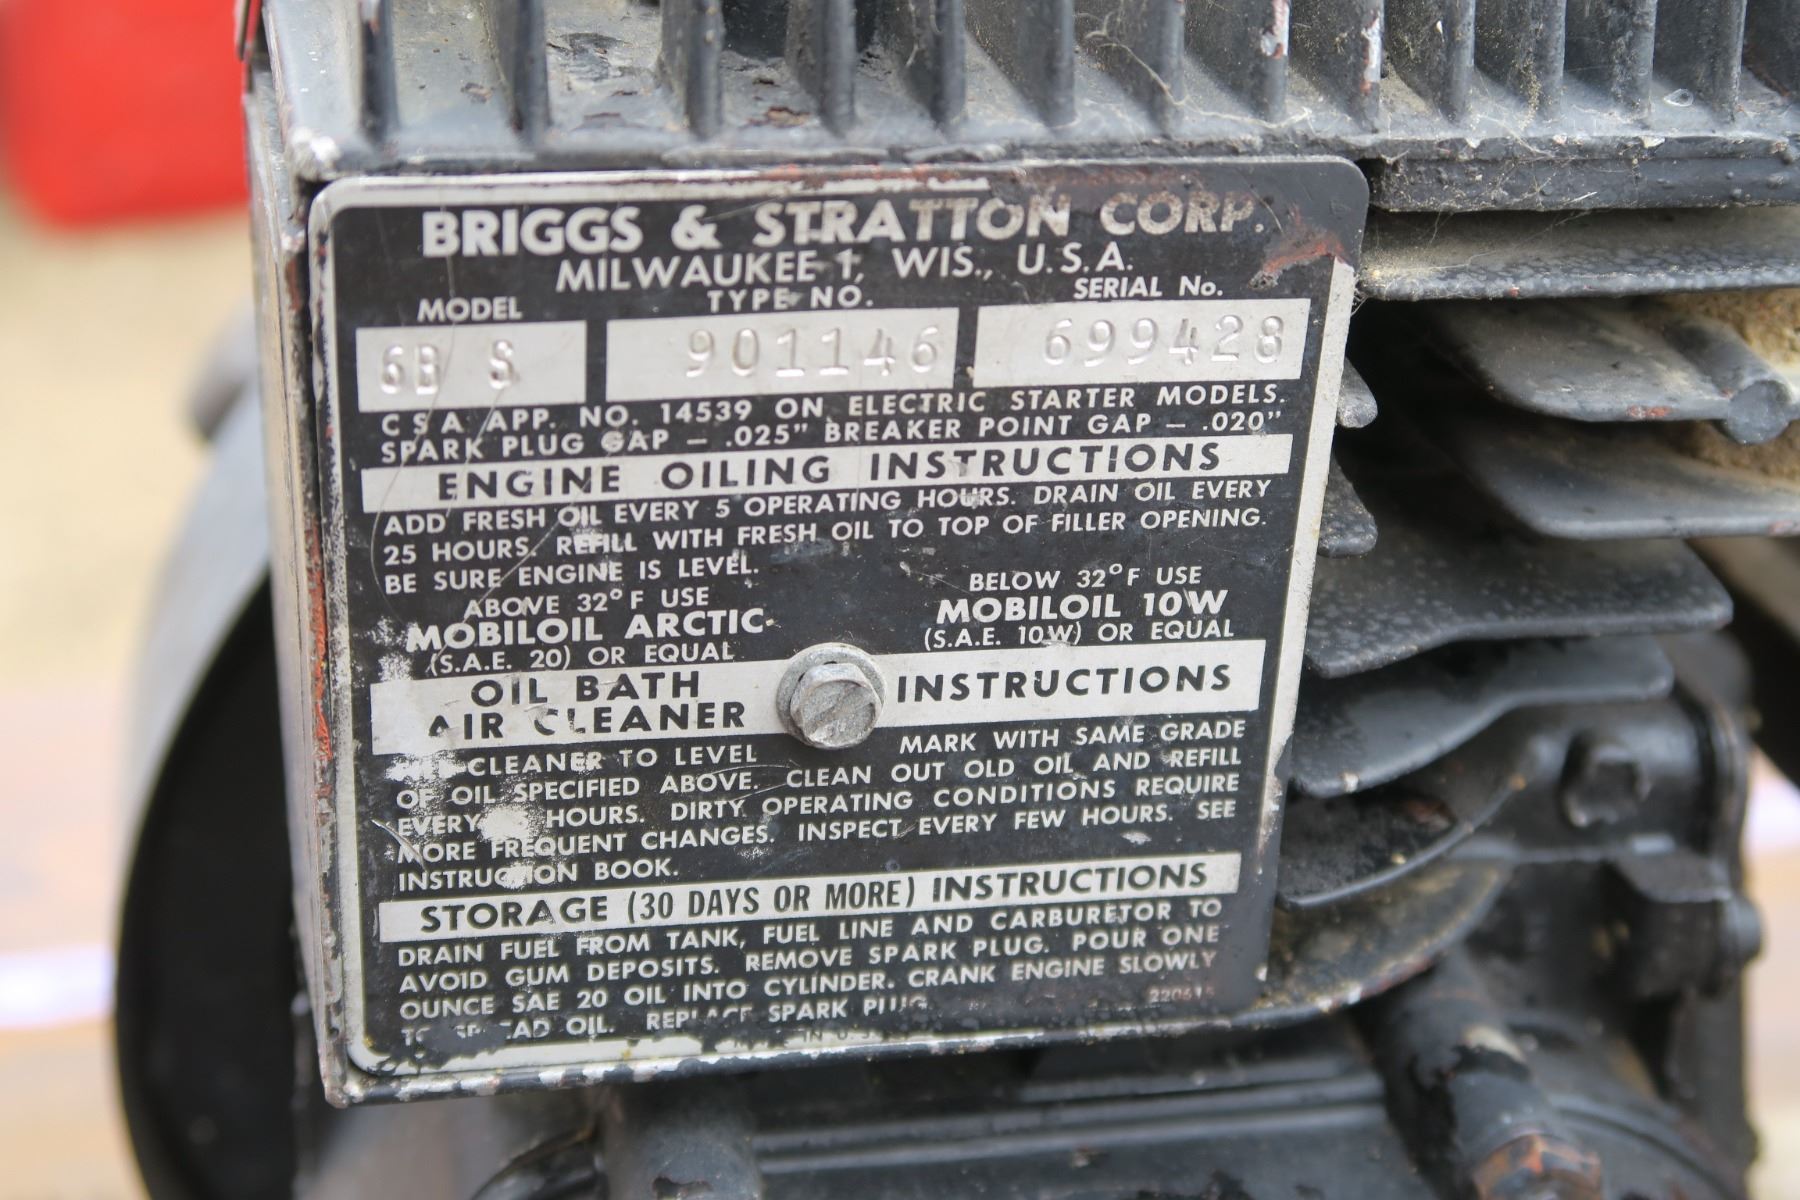 BRIGGS & STRATTON CORP.
MILWAUKEE 1, WIS., U.S.A.
MODEL TYPE NO. SERIAL No.
6B S 901146 699428
C S A APP. NO. 14539 ON ELECTRIC STARTER MODELS.
SPARK PLUG GAP — .025" BREAKER POINT GAP — .020"
ENGINE OILING INSTRUCTIONS
ADD FRESH OIL EVERY 5 OPERATING HOURS. DRAIN OIL EVERY
25 HOURS. REFILL WITH FRESH OIL TO TOP OF FILLER OPENING.
BE SURE ENGINE IS LEVEL.
ABOVE 32°F USE
MOBILOIL ARCTIC
(S.A.E. 20) OR EQUAL
BELOW 32°F USE
MOBILOIL 10W
(S.A.E. 10W) OR EQUAL
OIL BATH
AIR CLEANER INSTRUCTIONS
CLEANER TO LEVEL MARK WITH SAME GRADE
OF OIL SPECIFIED ABOVE. CLEAN OUT OLD OIL AND REFILL
EVERY HOURS. DIRTY OPERATING CONDITIONS REQUIRE
MORE FREQUENT CHANGES. INSPECT EVERY FEW HOURS. SEE
INSTRUCTION BOOK.
STORAGE (30 DAYS OR MORE) INSTRUCTIONS
DRAIN FUEL FROM TANK, FUEL LINE AND CARBURETOR TO
AVOID GUM DEPOSITS. REMOVE SPARK PLUG. POUR ONE
OUNCE SAE 20 OIL INTO CYLINDER. CRANK ENGINE SLOWLY
TO SPREAD OIL. REPLACE SPARK PLUG.